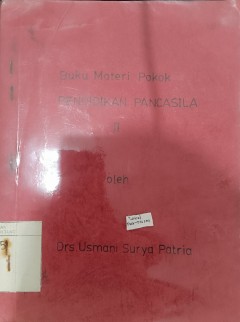 Buku Materi Pokok
PENDIDIKAN PANCASILA
II
oleh
Drs Usmani Surya Patria